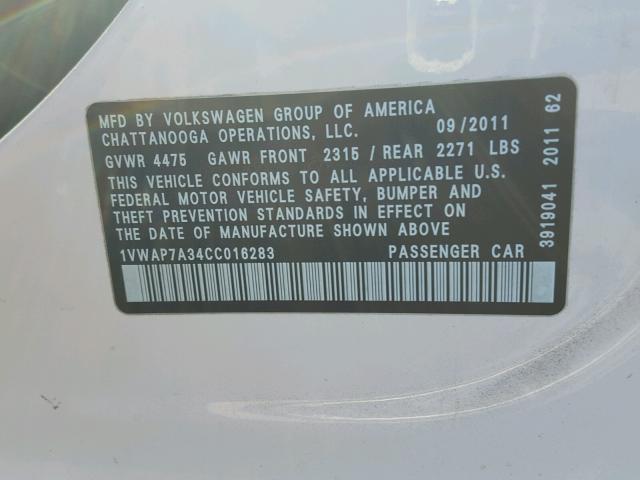 MFD BY VOLKSWAGEN GROUP OF AMERICA
CHATTANOOGA OPERATIONS, LLC. 09/2011
GVWR 4475 GAWR FRONT 2315 / REAR 2271 LBS
THIS VEHICLE CONFORMS TO ALL APPLICABLE U.S.
FEDERAL MOTOR VEHICLE SAFETY, BUMPER AND
THEFT PREVENTION STANDARDS IN EFFECT ON
THE DATE OF MANUFACTURE SHOWN ABOVE
1VWAP7A34CC016283 PASSENGER CAR
3919041 2011 62